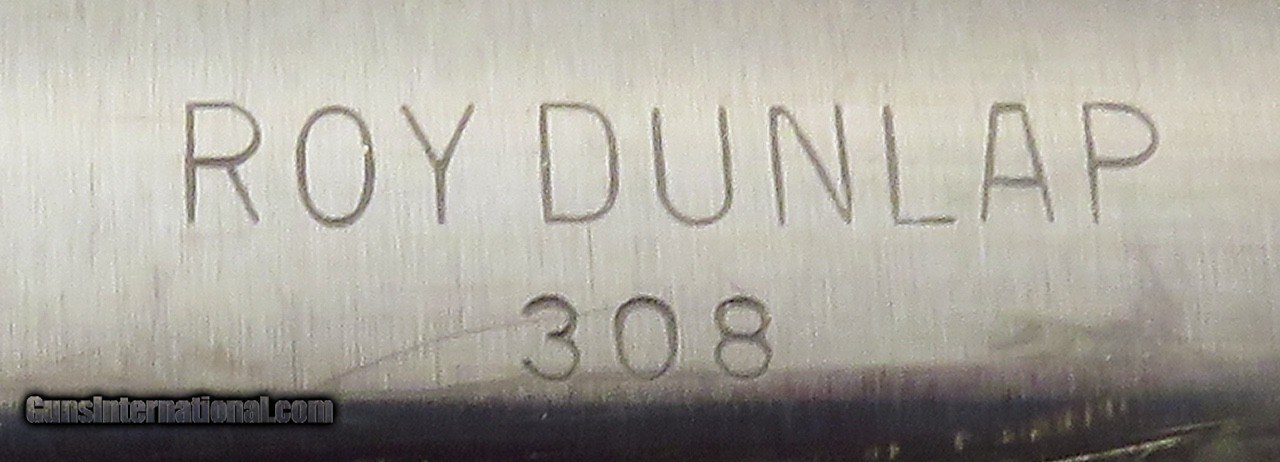 ROY DUNLAP
308
GunsInternational.com